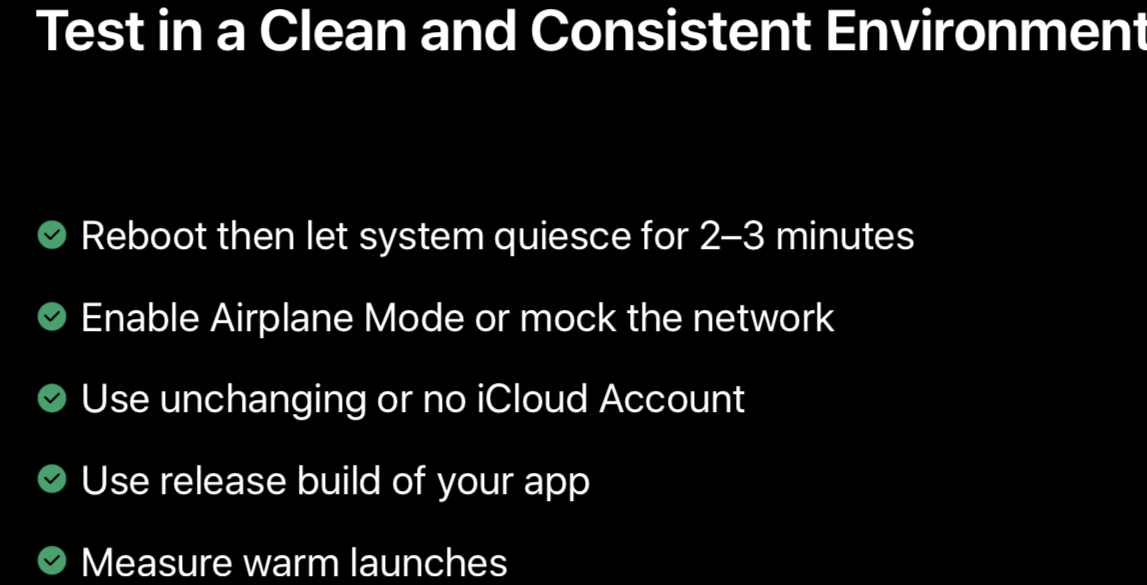 Test in a Clean and Consistent Environment
Reboot then let system quiesce for 2–3 minutes
Enable Airplane Mode or mock the network
Use unchanging or no iCloud Account
Use release build of your app
Measure warm launches